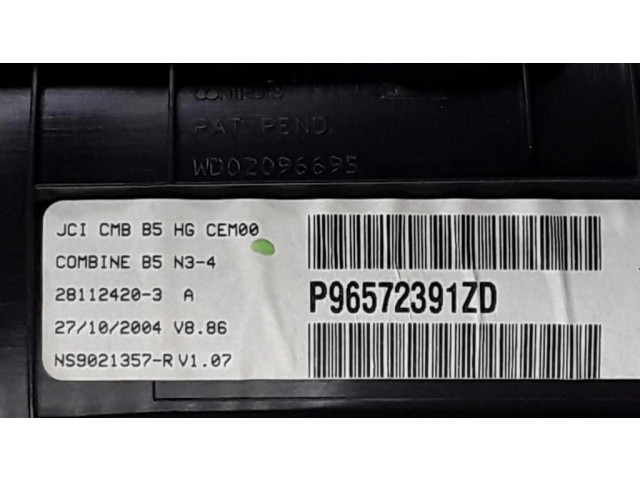 PAT PEND.
WD02096695
JCI CMB B5 HG CEM00
COMBINE B5 N3-4
28112420-3 A
27/10/2004 V8.86
NS9021357-R V1.07
P96572391ZD